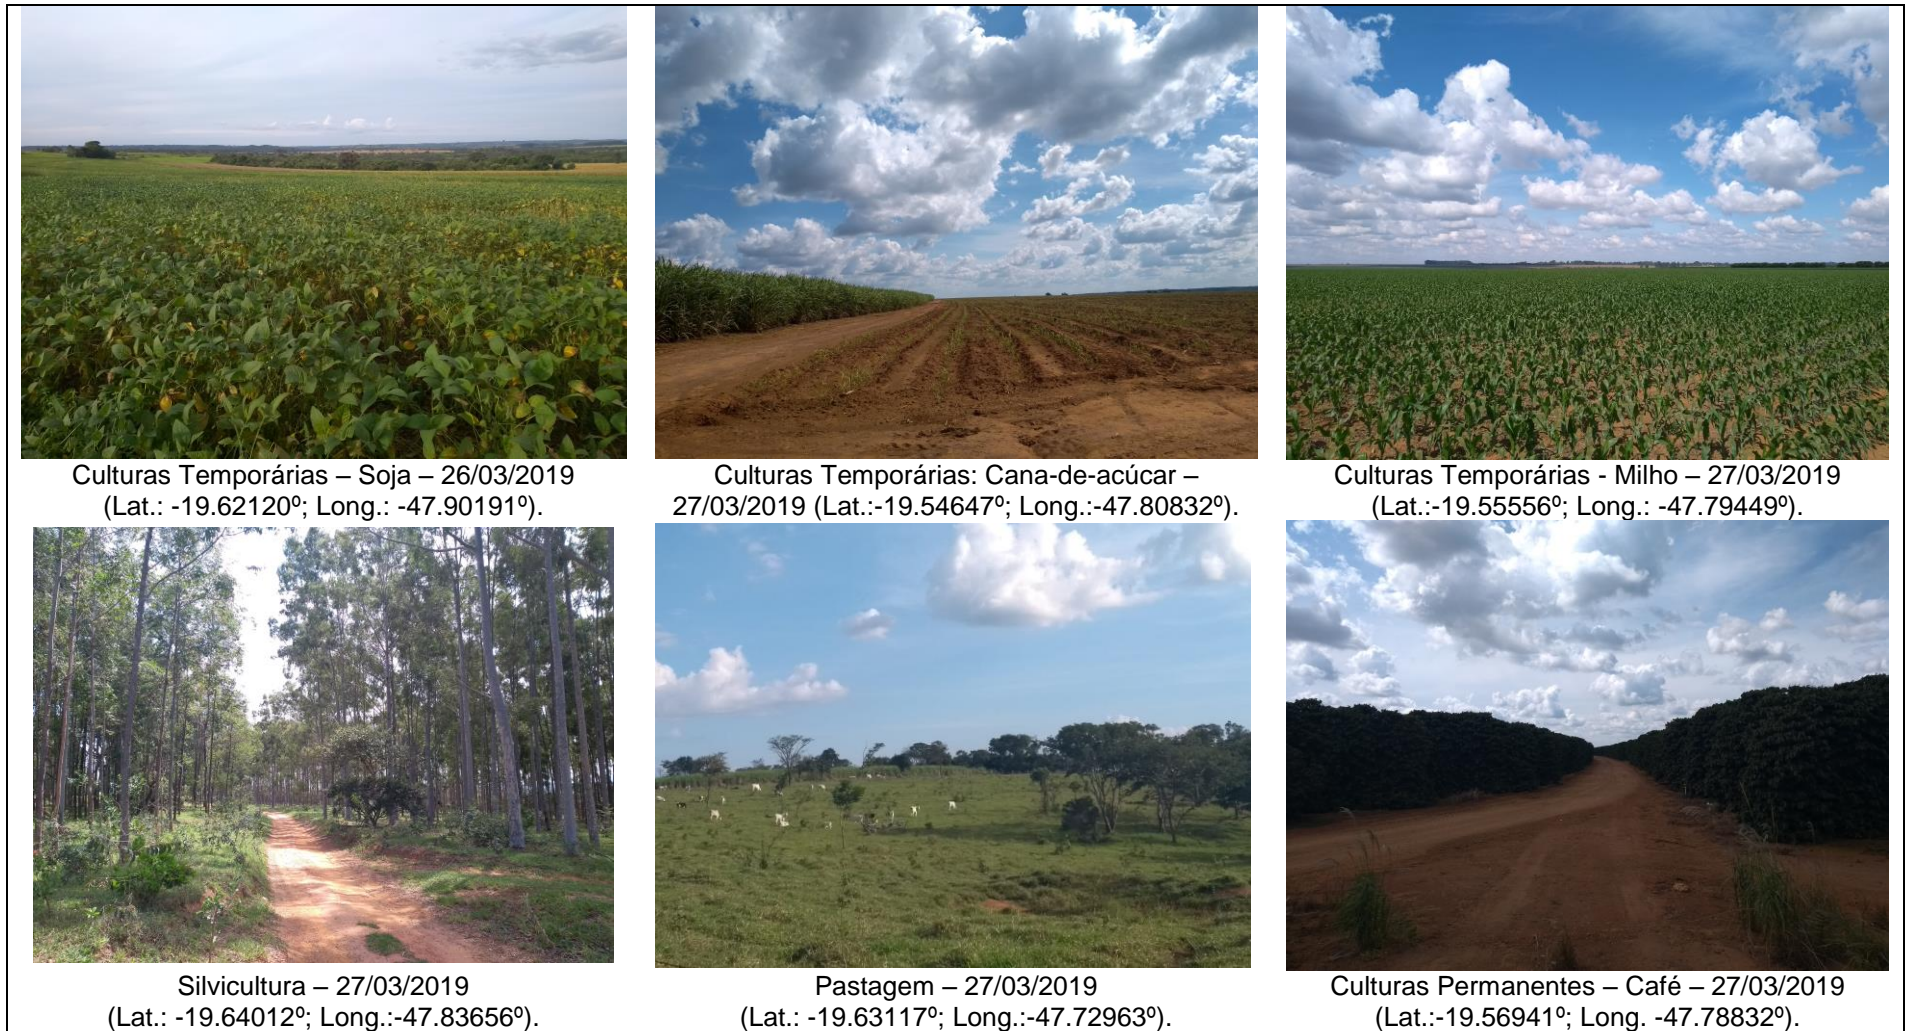 Culturas Temporárias – Soja – 26/03/2019
(Lat.: -19.62120º; Long.: -47.90191º).
Culturas Temporárias: Cana-de-acúcar –
27/03/2019 (Lat.:-19.54647º; Long.:-47.80832º).
Culturas Temporárias - Milho – 27/03/2019
(Lat.:-19.55556º; Long.: -47.79449º).
Silvicultura – 27/03/2019
(Lat.: -19.64012º; Long.:-47.83656º).
Pastagem – 27/03/2019
(Lat.: -19.63117º; Long.:-47.72963º).
Culturas Permanentes – Café – 27/03/2019
(Lat.:-19.56941º; Long. -47.78832º).